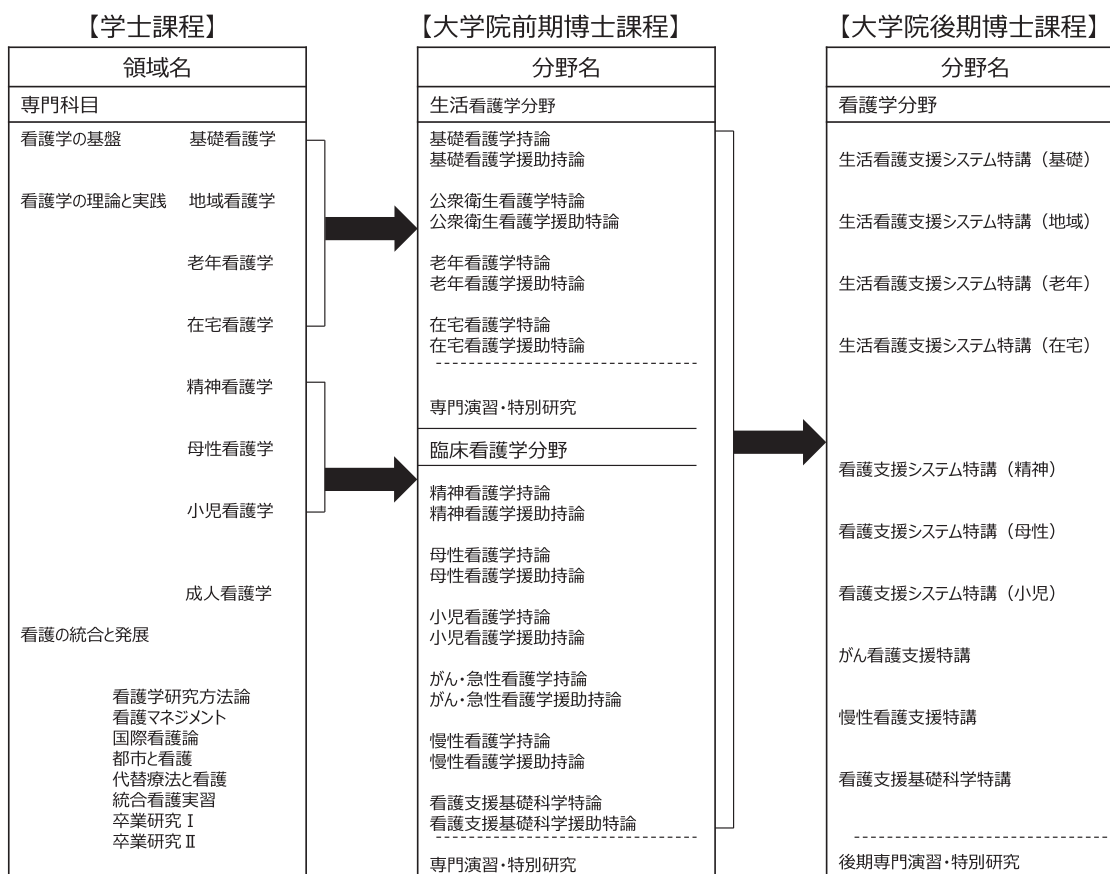 【学士課程】
領域名
専門科目
看護学の基盤 基礎看護学
看護学の理論と実践 地域看護学
老年看護学
在宅看護学
精神看護学
母性看護学
小児看護学
成人看護学
看護の統合と発展
看護学研究方法論
看護マネジメント
国際看護論
都市と看護
代替療法と看護
統合看護実習
卒業研究Ⅰ
卒業研究Ⅱ
【大学院前期博士課程】
分野名
生活看護学分野
基礎看護学持論
基礎看護学援助持論
公衆衛生看護学特論
公衆衛生看護学援助特論
老年看護学特論
老年看護学援助特論
在宅看護学特論
在宅看護学援助特論
専門演習・特別研究
臨床看護学分野
精神看護学持論
精神看護学援助持論
母性看護学持論
母性看護学援助持論
小児看護学持論
小児看護学援助持論
がん・急性看護学持論
がん・急性看護学援助持論
慢性看護学持論
慢性看護学援助持論
看護支援基礎科学特論
看護支援基礎科学援助特論
専門演習・特別研究
【大学院後期博士課程】
分野名
看護学分野
生活看護支援システム特講（基礎）
生活看護支援システム特講（地域）
生活看護支援システム特講（老年）
生活看護支援システム特講（在宅）
看護支援システム特講（精神）
看護支援システム特講（母性）
看護支援システム特講（小児）
がん看護支援特講
慢性看護支援特講
看護支援基礎科学特講
後期専門演習・特別研究